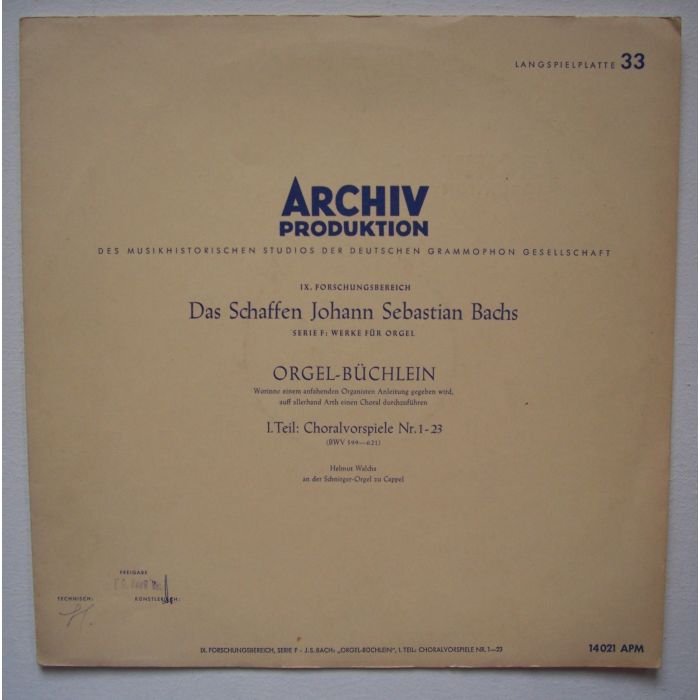 LANGSPIELPLATTE 33
ARCHIV
PRODUKTION
DES MUSIKHISTORISCHEN STUDIOS DER DEUTSCHEN GRAMMOPHON GESELLSCHAFT
IX. FORSCHUNGSBEREICH
Das Schaffen Johann Sebastian Bachs
SERIE F: WERKE FÜR ORGEL
ORGEL-BÜCHLEIN
Worinne einem anfahenden Organisten Anleitung gegeben wird,
auff allerhand Arth einen Choral durchzuführen
I. Teil: Choralvorspiele Nr. 1-23
(BWV 599—621)
Helmut Walcha
an der Schnitger-Orgel zu Cappel
FREIGABE
TECHNISCH: KÜNSTLERISCH:
IX. FORSCHUNGSBEREICH, SERIE F - J. S. BACH: „ORGEL-BÜCHLEIN", I. TEIL: CHORALVORSPIELE NR. 1—23
14021 APM